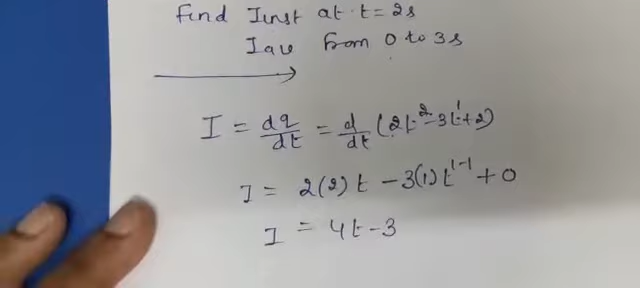 Find Iinst at t = 2s
Iav from 0 to 3s
I = dq/dt = d/dt (2t² - 3t¹ + 2)
I = 2(2)t - 3(1)t¹⁻¹ + 0
I = 4t - 3